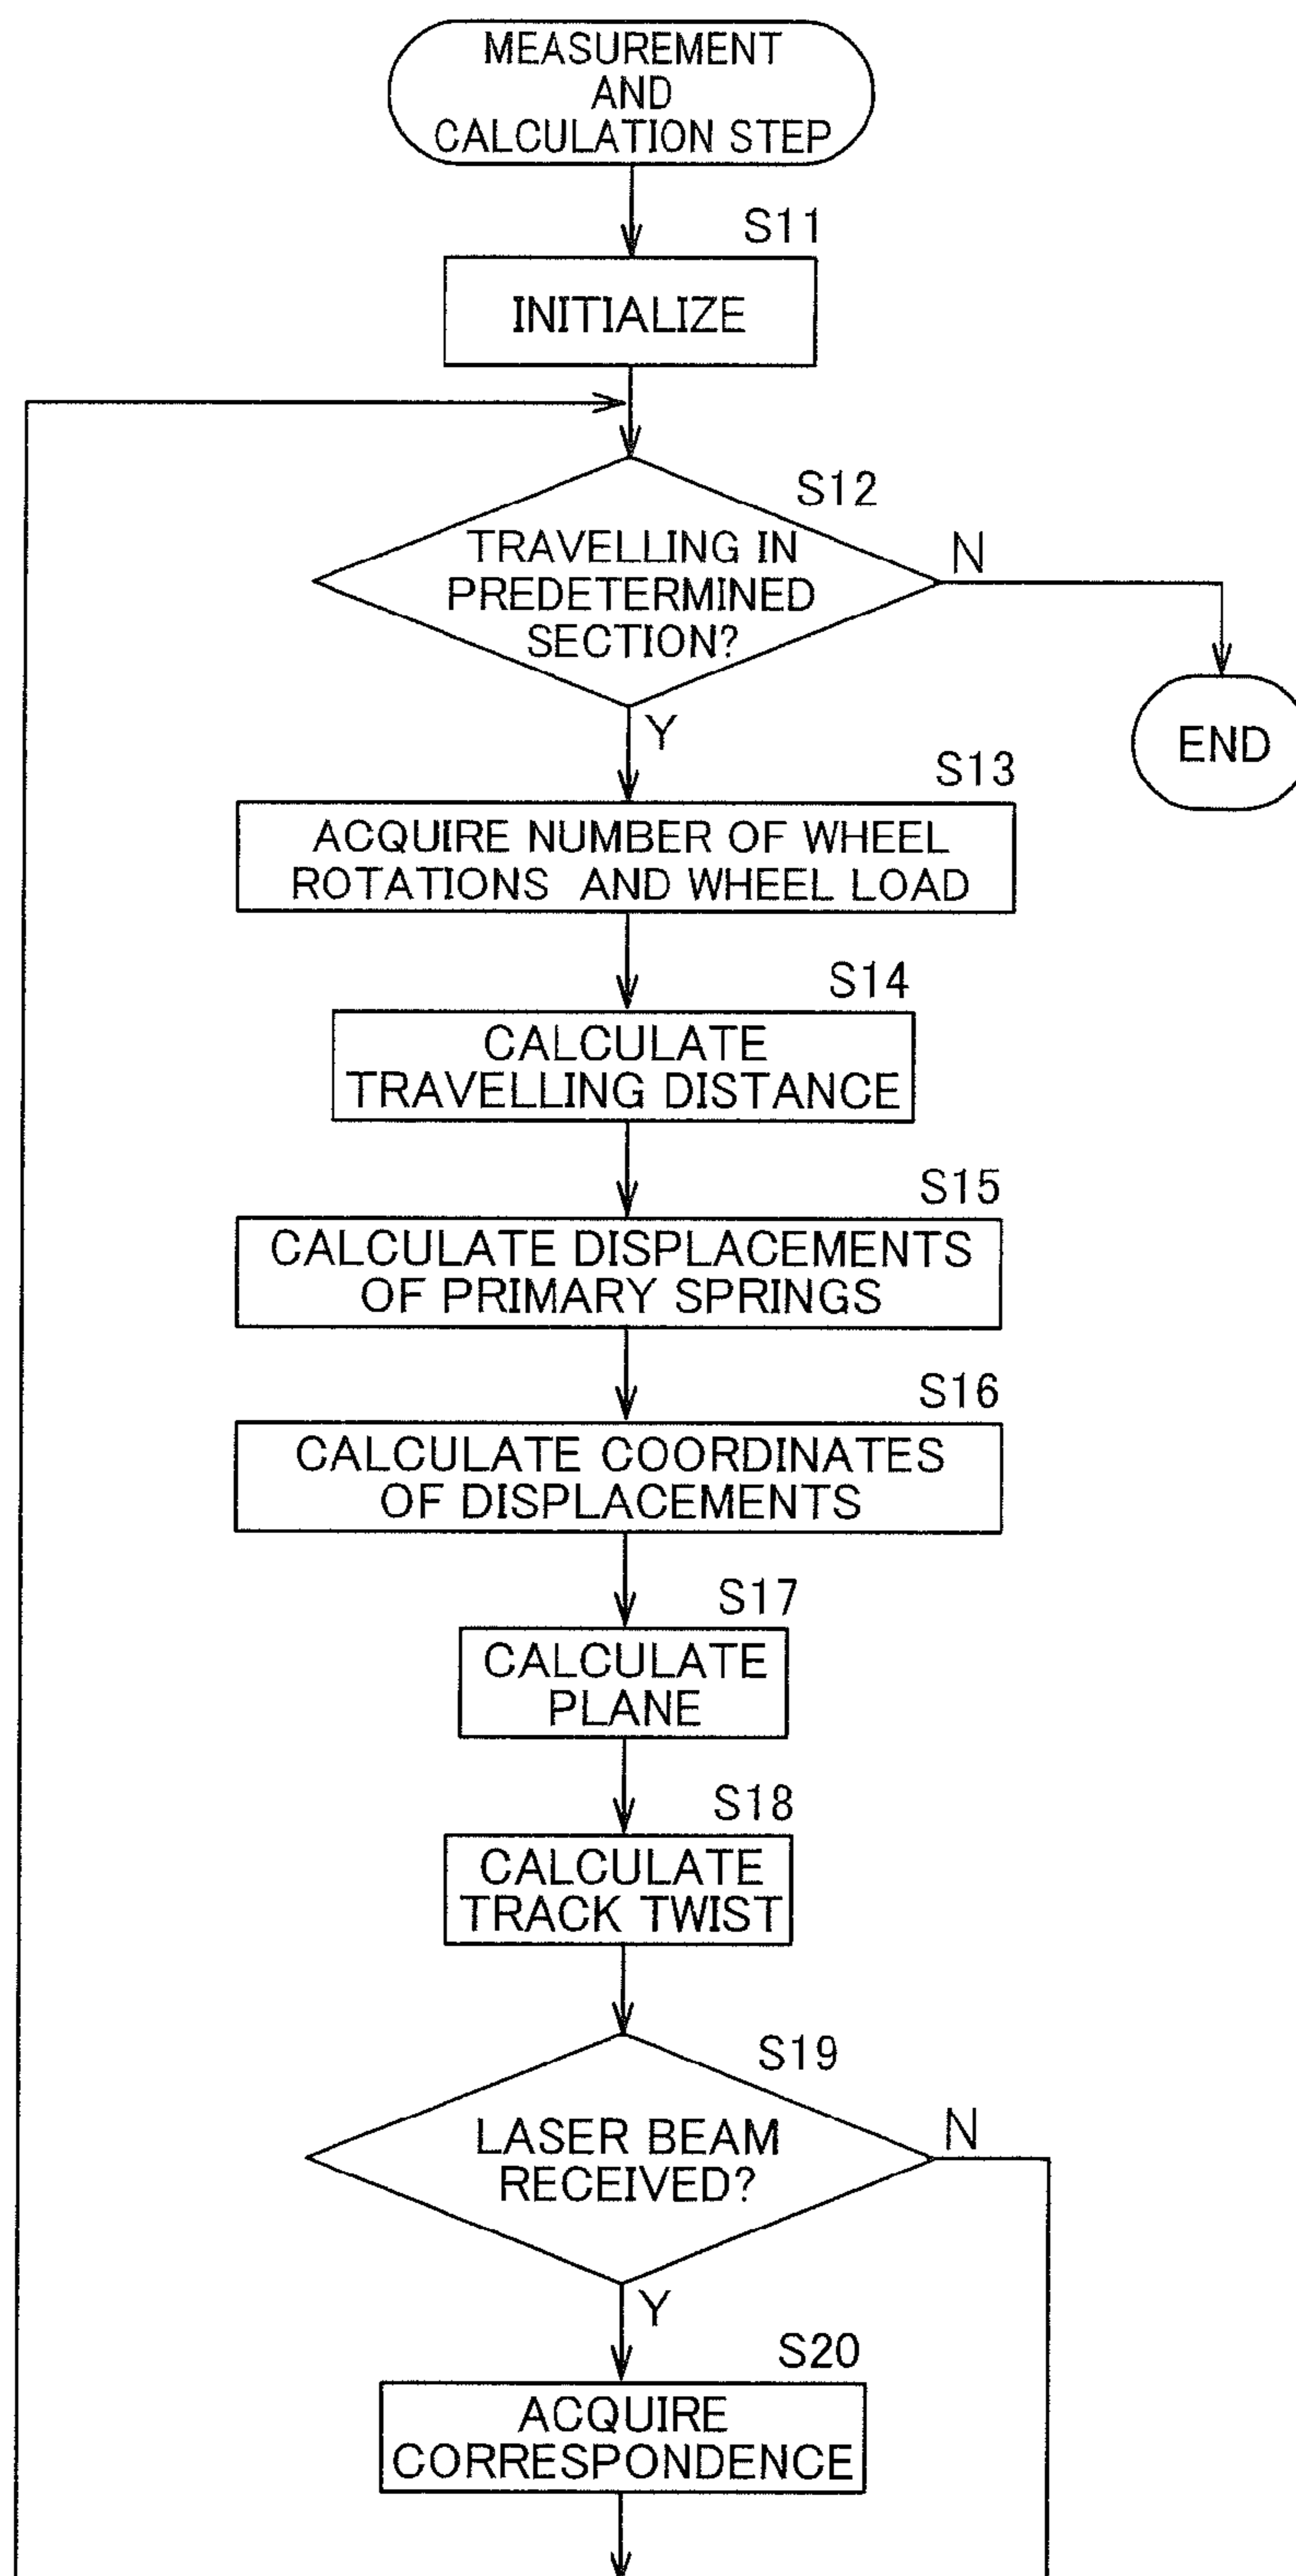 MEASUREMENT
AND
CALCULATION STEP
S11
INITIALIZE
S12
TRAVELLING IN
PREDETERMINED
SECTION?
N
Y
END
S13
ACQUIRE NUMBER OF WHEEL
ROTATIONS AND WHEEL LOAD
S14
CALCULATE
TRAVELLING DISTANCE
S15
CALCULATE DISPLACEMENTS
OF PRIMARY SPRINGS
S16
CALCULATE COORDINATES
OF DISPLACEMENTS
S17
CALCULATE
PLANE
S18
CALCULATE
TRACK TWIST
S19
LASER BEAM
RECEIVED?
N
Y
S20
ACQUIRE
CORRESPONDENCE